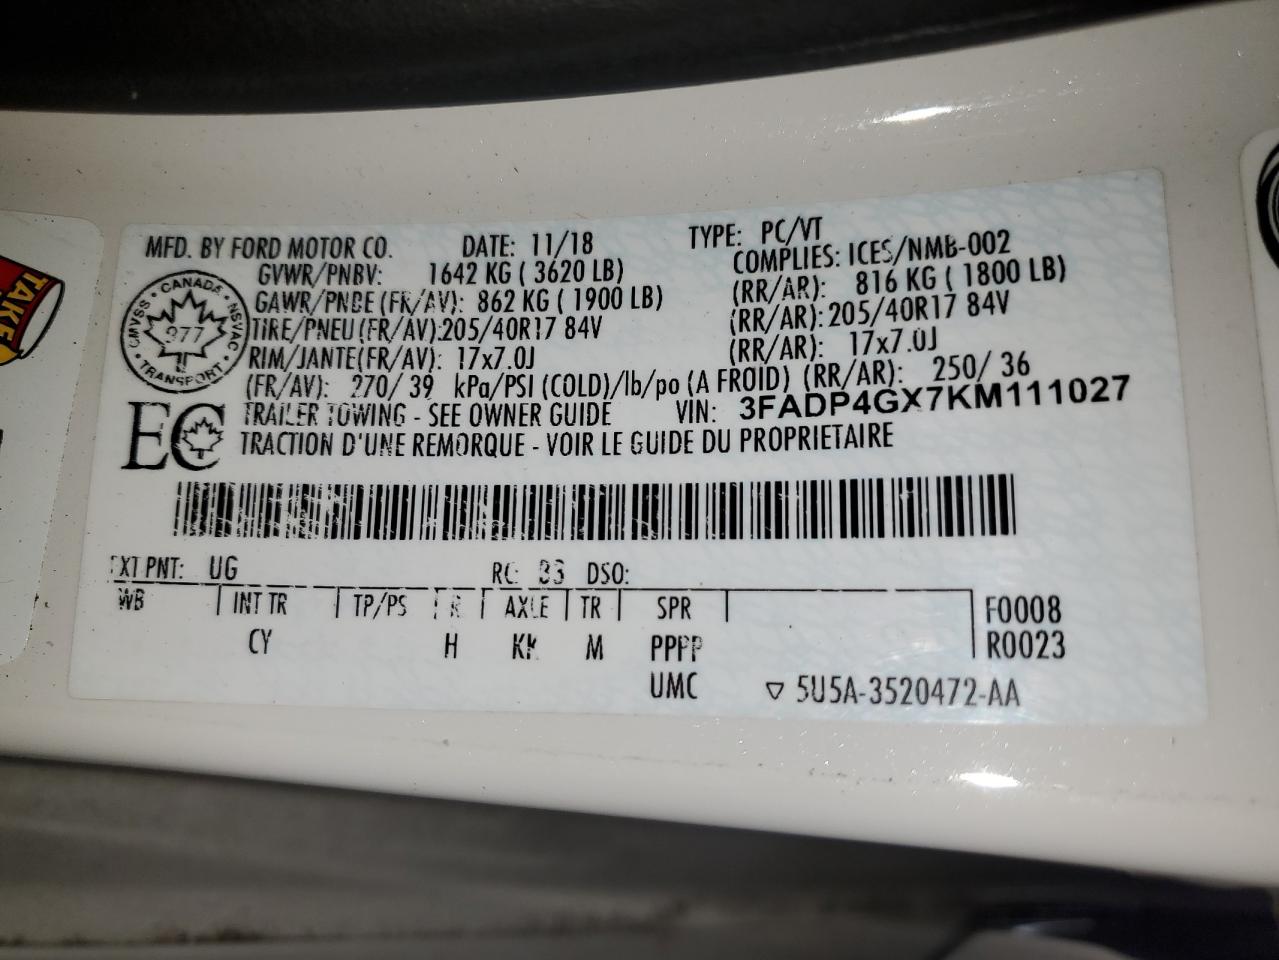 MFD. BY FORD MOTOR CO. DATE: 11/18 TYPE: PC/VT
GVWR/PNBV: 1642 KG ( 3620 LB) COMPLIES: ICES/NMB-002
GAWR/PNBE (FR/AV): 862 KG ( 1900 LB) (RR/AR): 816 KG ( 1800 LB)
TIRE/PNEU (FR/AV):205/40R17 84V (RR/AR): 205/40R17 84V
RIM/JANTE(FR/AV): 17x7.0J (RR/AR): 17x7.0J
(FR/AV): 270/ 39 kPa/PSI (COLD)/lb/po (A FROID) (RR/AR): 250/ 36
TRAILER TOWING - SEE OWNER GUIDE VIN: 3FADP4GX7KM111027
TRACTION D'UNE REMORQUE - VOIR LE GUIDE DU PROPRIETAIRE
CANADA
CMVSS • NSVAC
977
TRANSPORT
EC
EXT PNT: UG RC: 33 DSO:
WB INT TR TP/PS R AXLE TR SPR F0008
CY H M PPPP R0023
UMC ▽ 5U5A-3520472-AA
TAKE